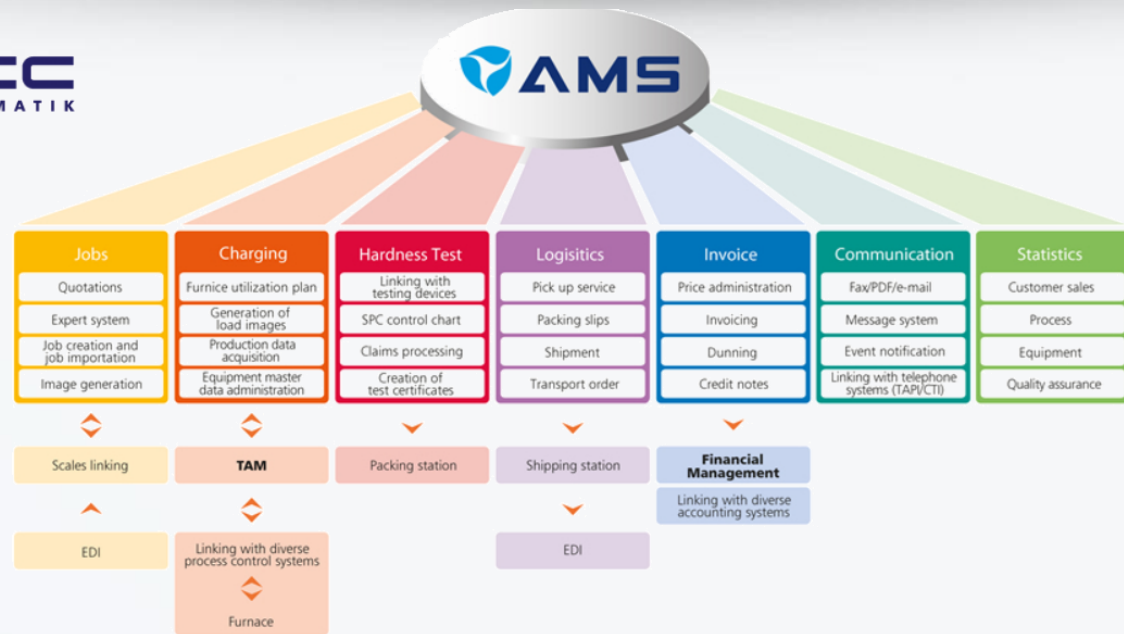 MATIK
AMS
Jobs
Quotations
Expert system
Job creation and
job importation
Image generation
Scales linking
EDI
Charging
Furnice utilization plan
Generation of
load images
Production data
acquisition
Equipment master
data administration
TAM
Linking with diverse
process control systems
Furnace
Hardness Test
Linking with
testing devices
SPC control chart
Claims processing
Creation of
test certificates
Packing station
Logisitics
Pick up service
Packing slips
Shipment
Transport order
Shipping station
EDI
Invoice
Price administration
Invoicing
Dunning
Credit notes
Financial
Management
Linking with diverse
accounting systems
Communication
Fax/PDF/e-mail
Message system
Event notification
Linking with telephone
systems (TAPI/CTI)
Statistics
Customer sales
Process
Equipment
Quality assurance